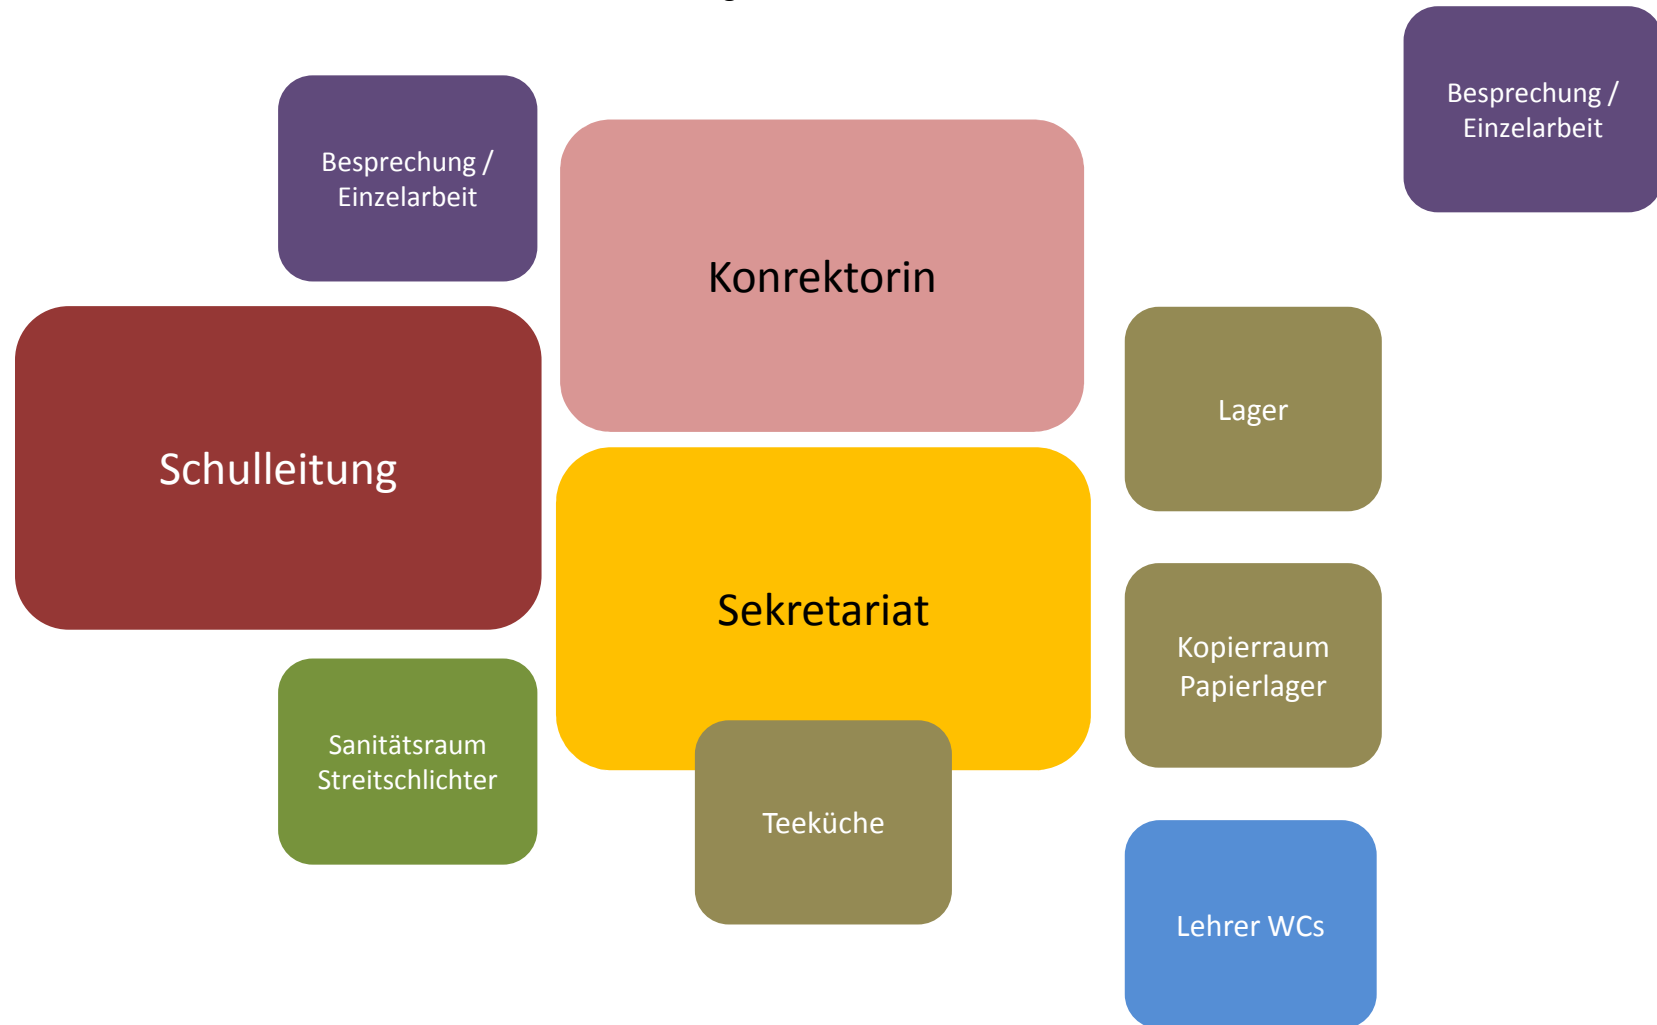 Besprechung /
Einzelarbeit
Besprechung /
Einzelarbeit
Konrektorin
Schulleitung
Lager
Sekretariat
Kopierraum
Papierlager
Sanitätsraum
Streitschlichter
Teeküche
Lehrer WCs